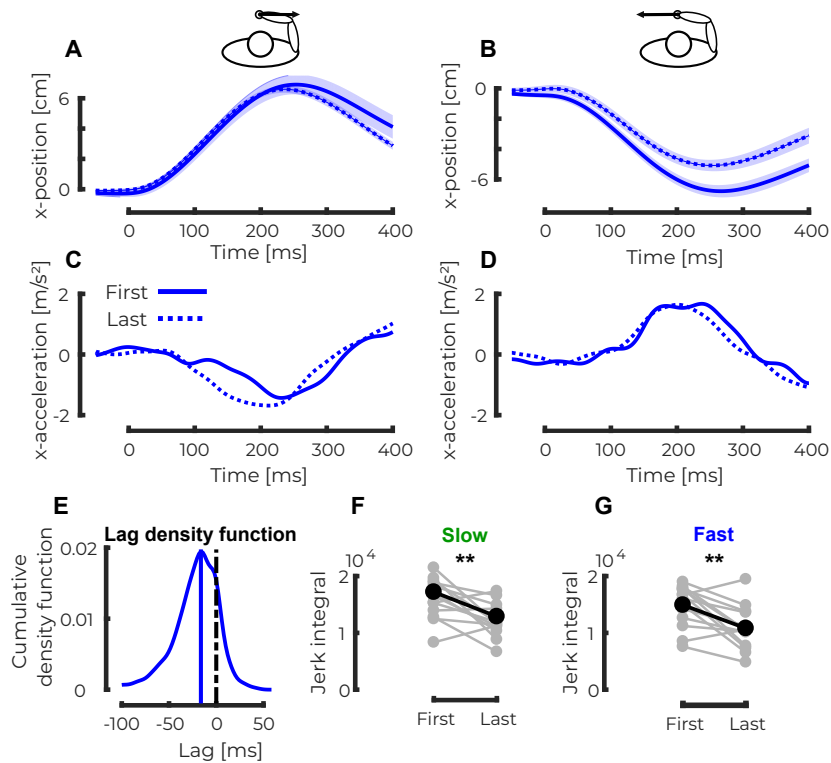 A
B
x-position [cm]
6
0
0
100
200
300
400
Time [ms]
x-position [cm]
0
-6
0
100
200
300
400
Time [ms]
C
D
x-acceleration [m/s²]
2
0
-2
First
Last
0
100
200
300
400
Time [ms]
x-acceleration [m/s²]
2
0
-2
0
100
200
300
400
Time [ms]
E
F
G
Lag density function
Cumulative
density function
0.02
0.01
0
-100
-50
0
50
Lag [ms]
Slow
**
10⁴
Jerk integral
2
1
0
First
Last
Fast
**
10⁴
Jerk integral
2
1
0
First
Last